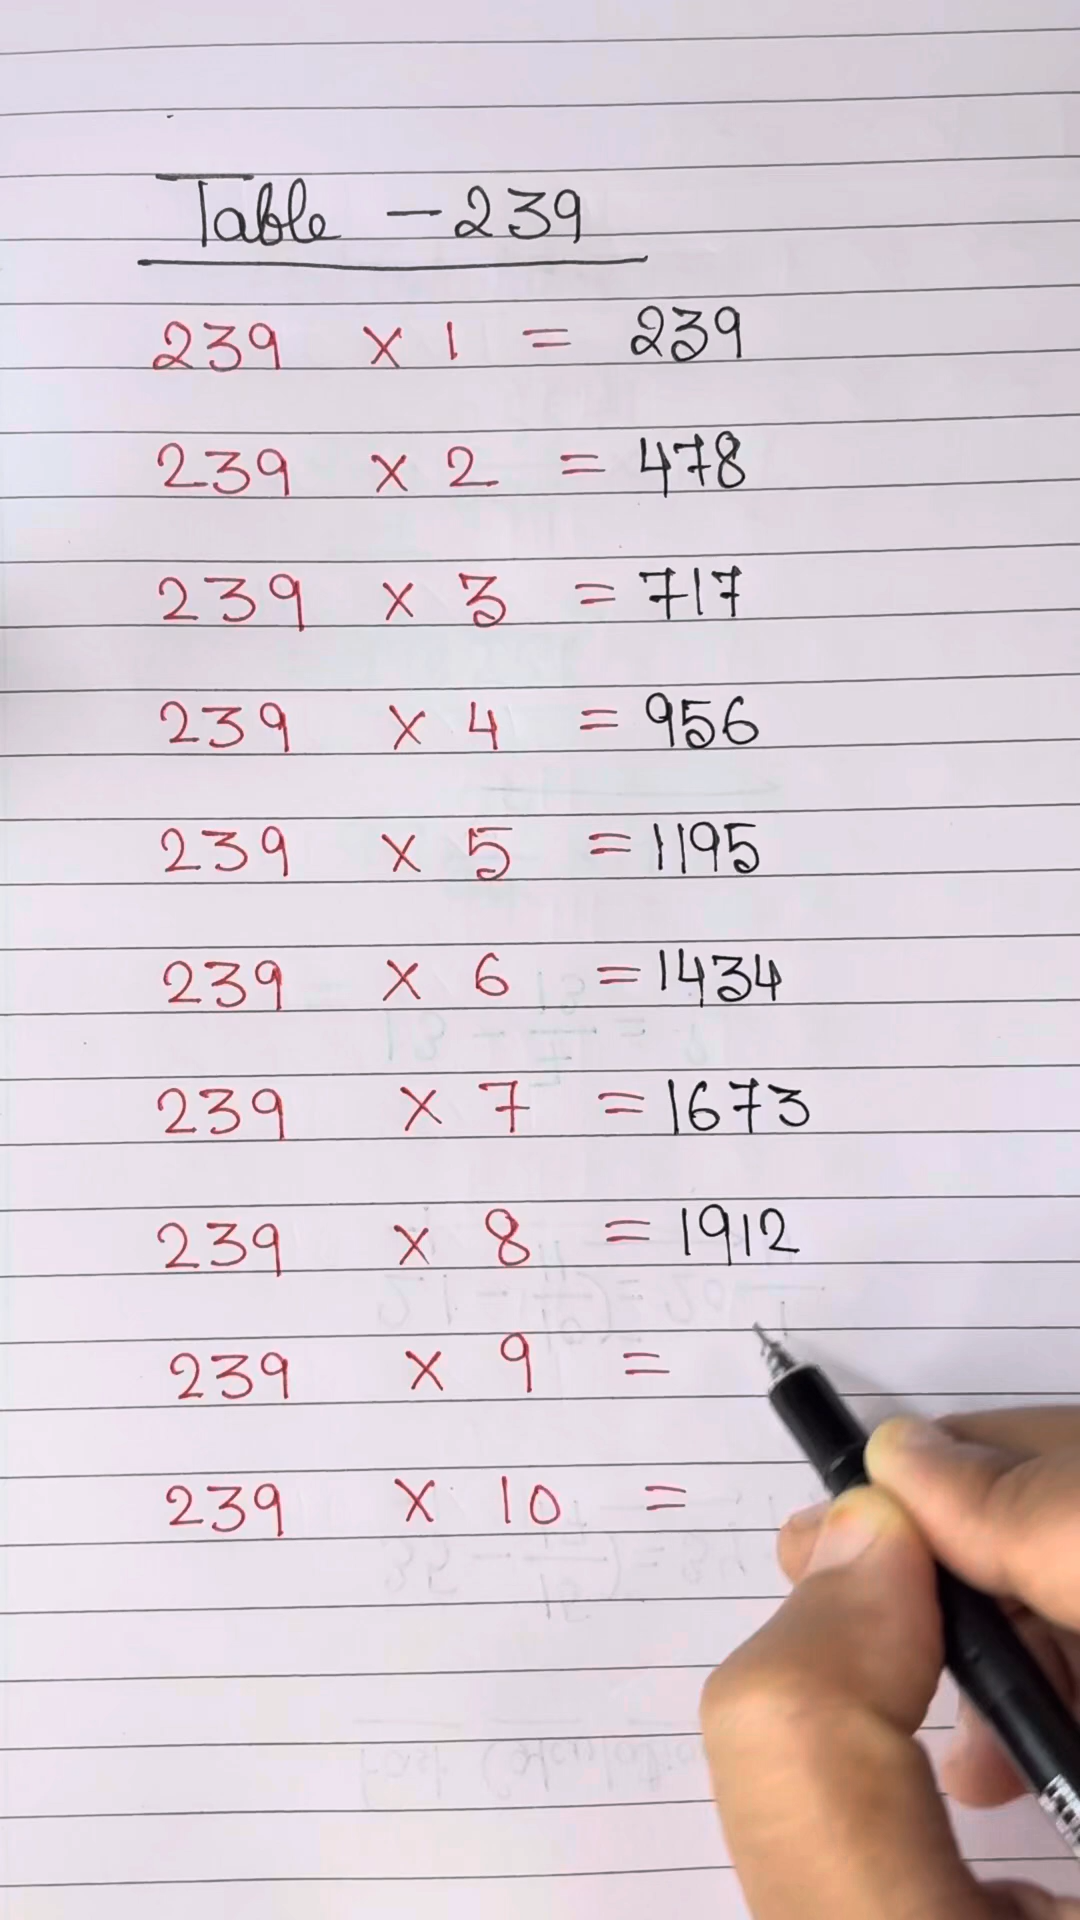 Table - 239
239 × 1 = 239
239 × 2 = 478
239 × 3 = 717
239 × 4 = 956
239 × 5 = 1195
239 × 6 = 1434
239 × 7 = 1673
239 × 8 = 1912
239 × 9 =
239 × 10 =